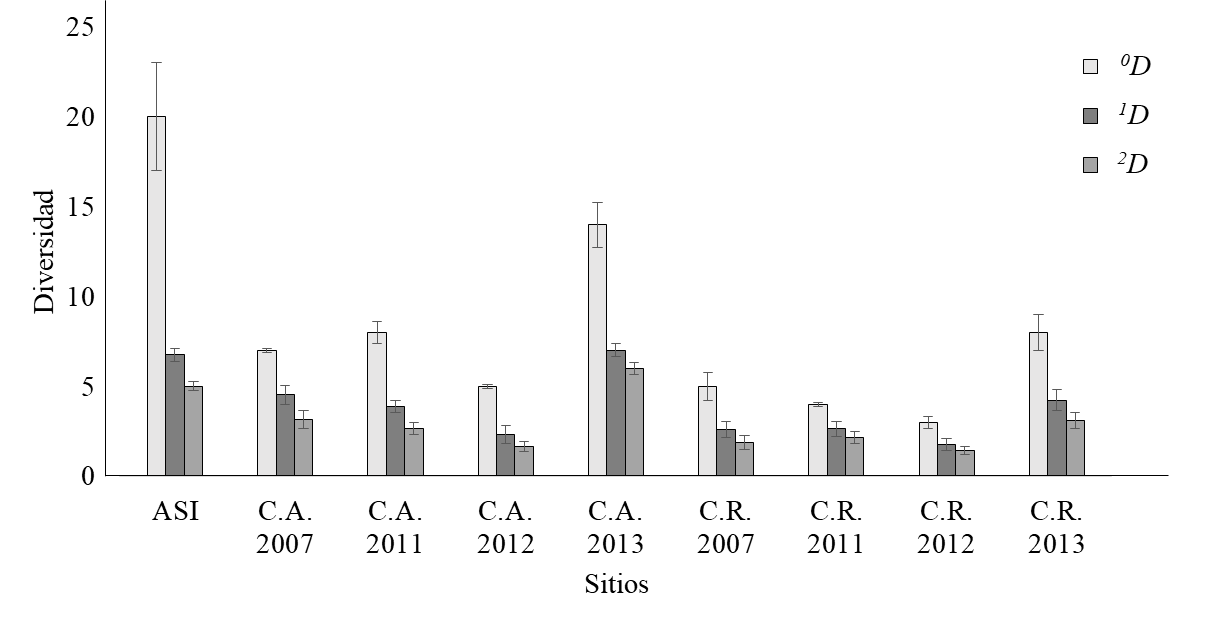 25
20
15
10
5
0
Diversidad
⁰D
¹D
²D
ASI
C.A.
2007
C.A.
2011
C.A.
2012
C.A.
2013
C.R.
2007
C.R.
2011
C.R.
2012
C.R.
2013
Sitios